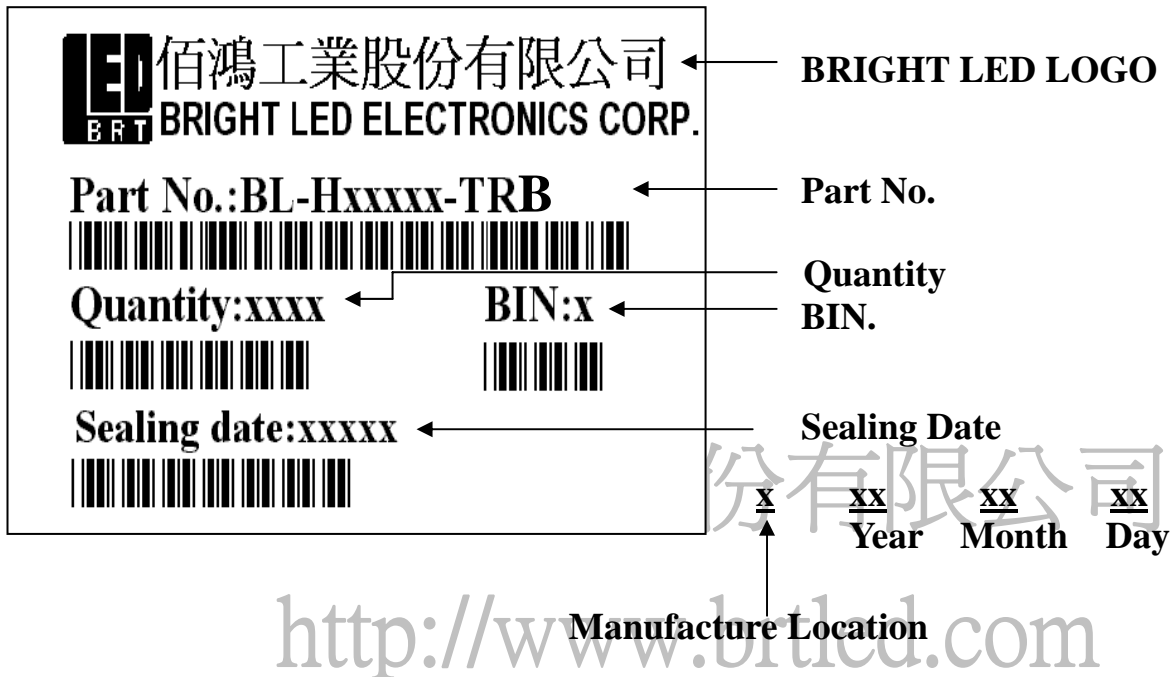 LED 佰鴻工業股份有限公司 BRIGHT LED LOGO
BRT BRIGHT LED ELECTRONICS CORP.
Part No.:BL-Hxxxxx-TRB Part No.
Quantity
Quantity:xxxx BIN:x BIN.
Sealing date:xxxxx Sealing Date
份有限公司
x xx xx xx
Year Month Day
Manufacture Location
http://www.brtled.com